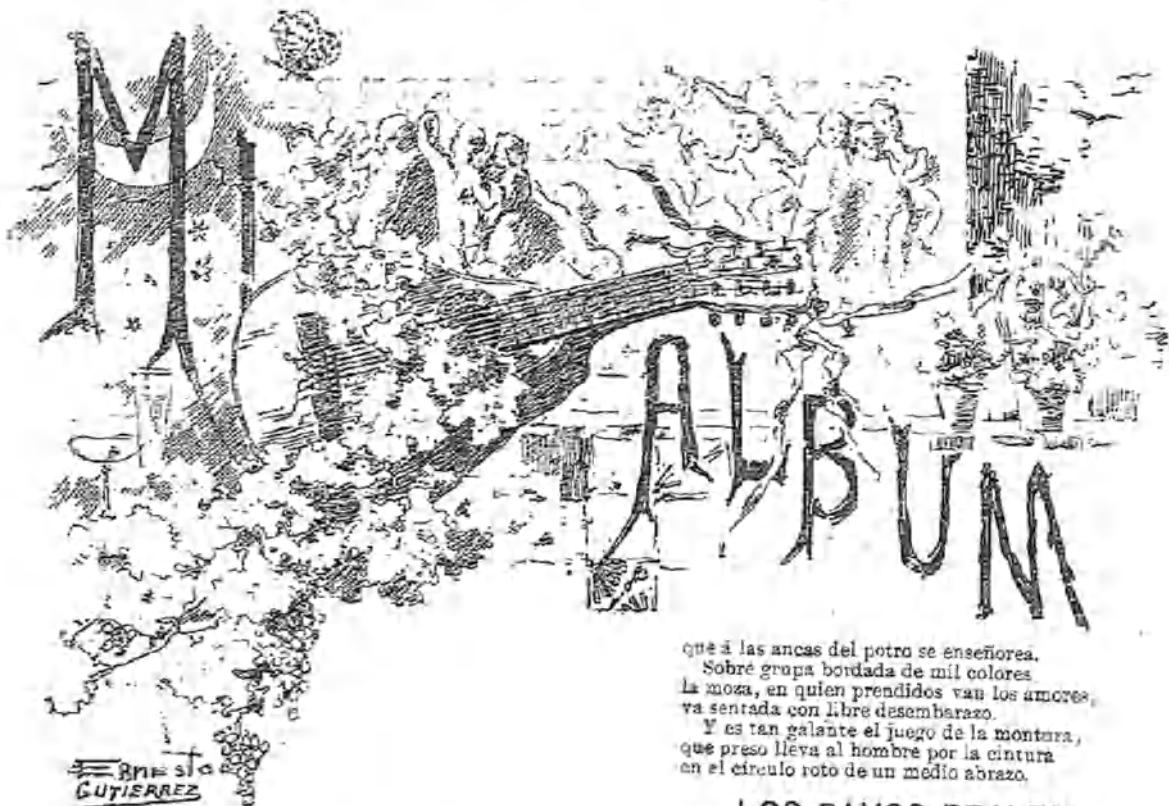 MI
ALBUM
que á las ancas del potro se enseñorea.
Sobre grupa bordada de mil colores
la moza, en quien prendidos van los amores,
va sentada con libre desembarazo.
Y es tan galante el juego de la montura,
que preso lleva al hombre por la cintura
en el círculo roto de un medio abrazo.
ERNESTO
GUTIERREZ
LOS